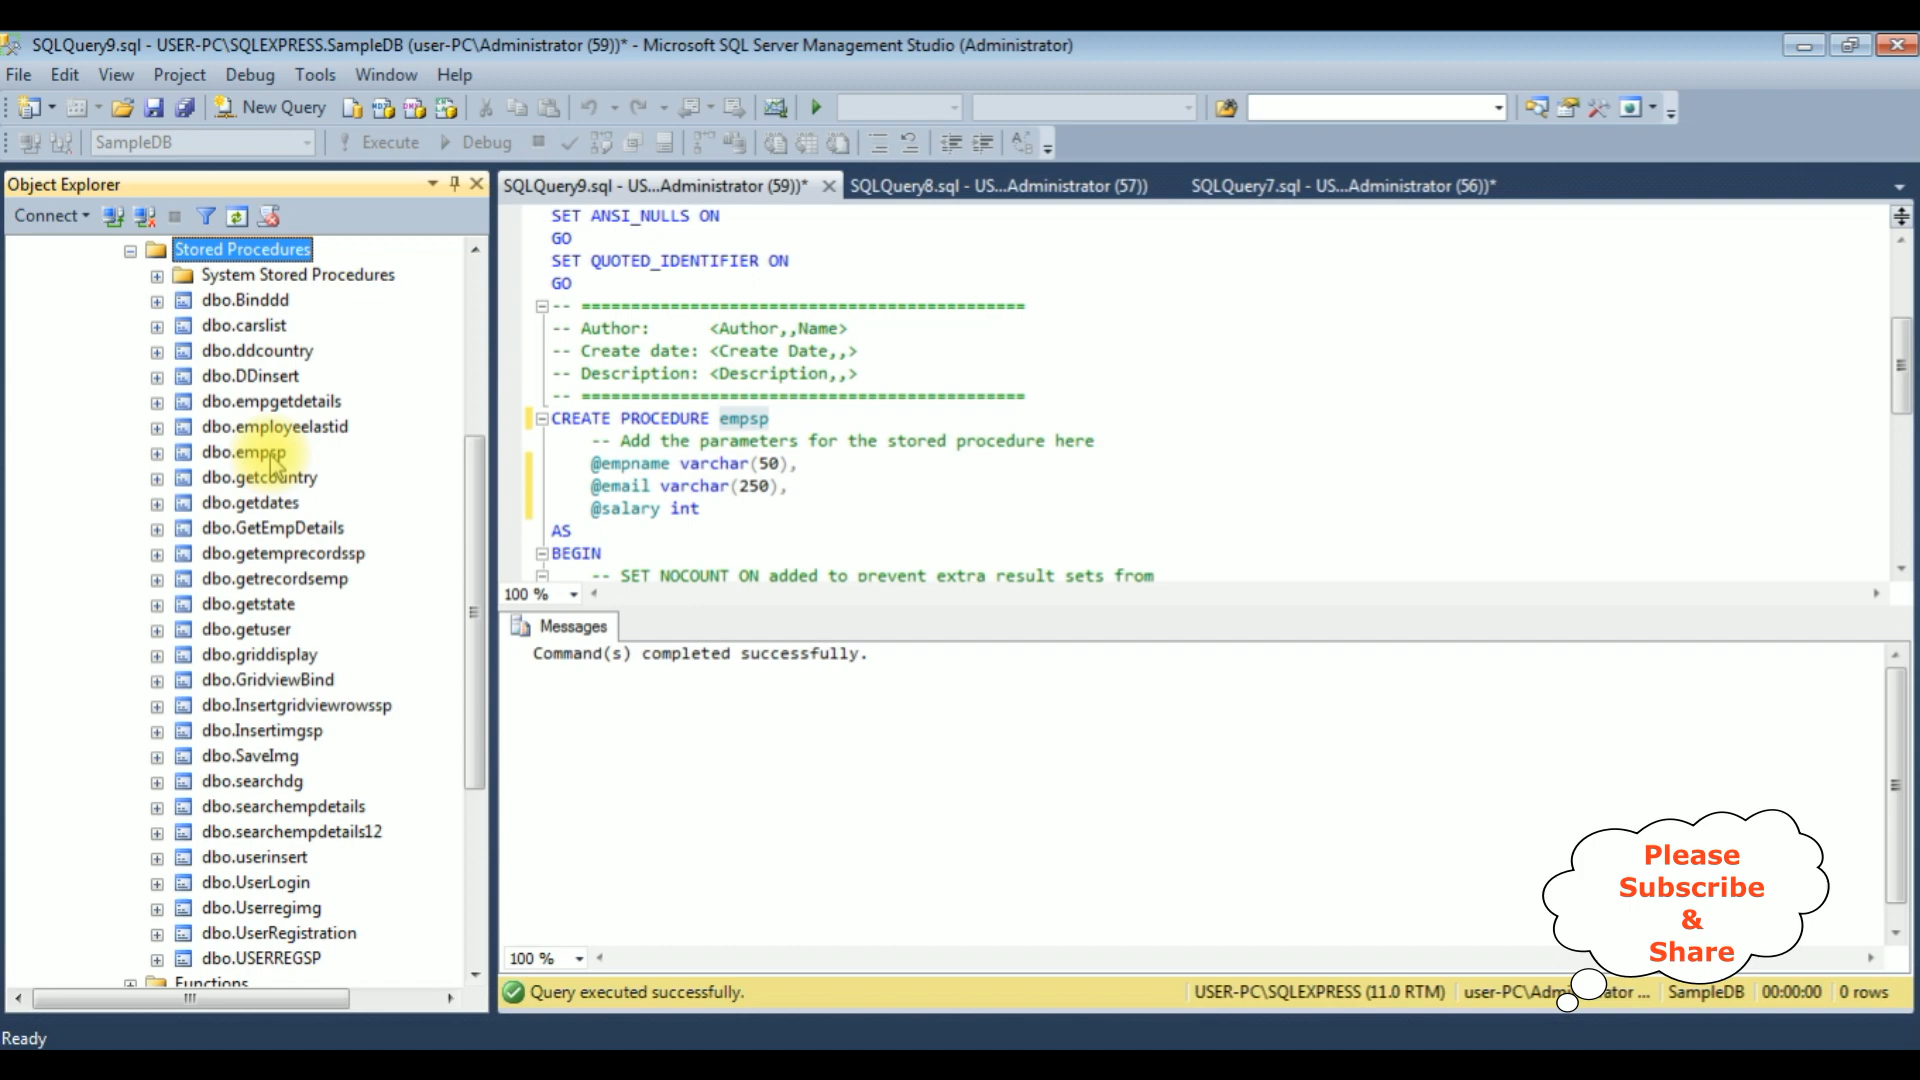 SQLQuery9.sql - USER-PC\SQLEXPRESS.SampleDB (user-PC\Administrator (59))* - Microsoft SQL Server Management Studio (Administrator)
File Edit View Project Debug Tools Window Help
New Query
SampleDB Execute Debug
Object Explorer
Connect
Stored Procedures
System Stored Procedures
dbo.Binddd
dbo.carslist
dbo.ddcountry
dbo.DDinsert
dbo.empgetdetails
dbo.employeelastid
dbo.empsp
dbo.getcountry
dbo.getdates
dbo.GetEmpDetails
dbo.getemprecordssp
dbo.getrecordsemp
dbo.getstate
dbo.getuser
dbo.griddisplay
dbo.GridviewBind
dbo.Insertgridviewrowssp
dbo.Insertimgsp
dbo.SaveImg
dbo.searchdg
dbo.searchempdetails
dbo.searchempdetails12
dbo.userinsert
dbo.UserLogin
dbo.Userregimg
dbo.UserRegistration
dbo.USERREGSP
Functions
SQLQuery9.sql - US...Administrator (59))* SQLQuery8.sql - US...Administrator (57)) SQLQuery7.sql - US...Administrator (56))*
SET ANSI_NULLS ON
GO
SET QUOTED_IDENTIFIER ON
GO
-- =============================================
-- Author: <Author,,Name>
-- Create date: <Create Date,,>
-- Description: <Description,,>
-- =============================================
CREATE PROCEDURE empsp
-- Add the parameters for the stored procedure here
@empname varchar(50),
@email varchar(250),
@salary int
AS
BEGIN
-- SET NOCOUNT ON added to prevent extra result sets from
100 %
Messages
Command(s) completed successfully.
100 %
Query executed successfully. USER-PC\SQLEXPRESS (11.0 RTM) user-PC\Admi ator ... SampleDB 00:00:00 0 rows
Please
Subscribe
&
Share
Ready